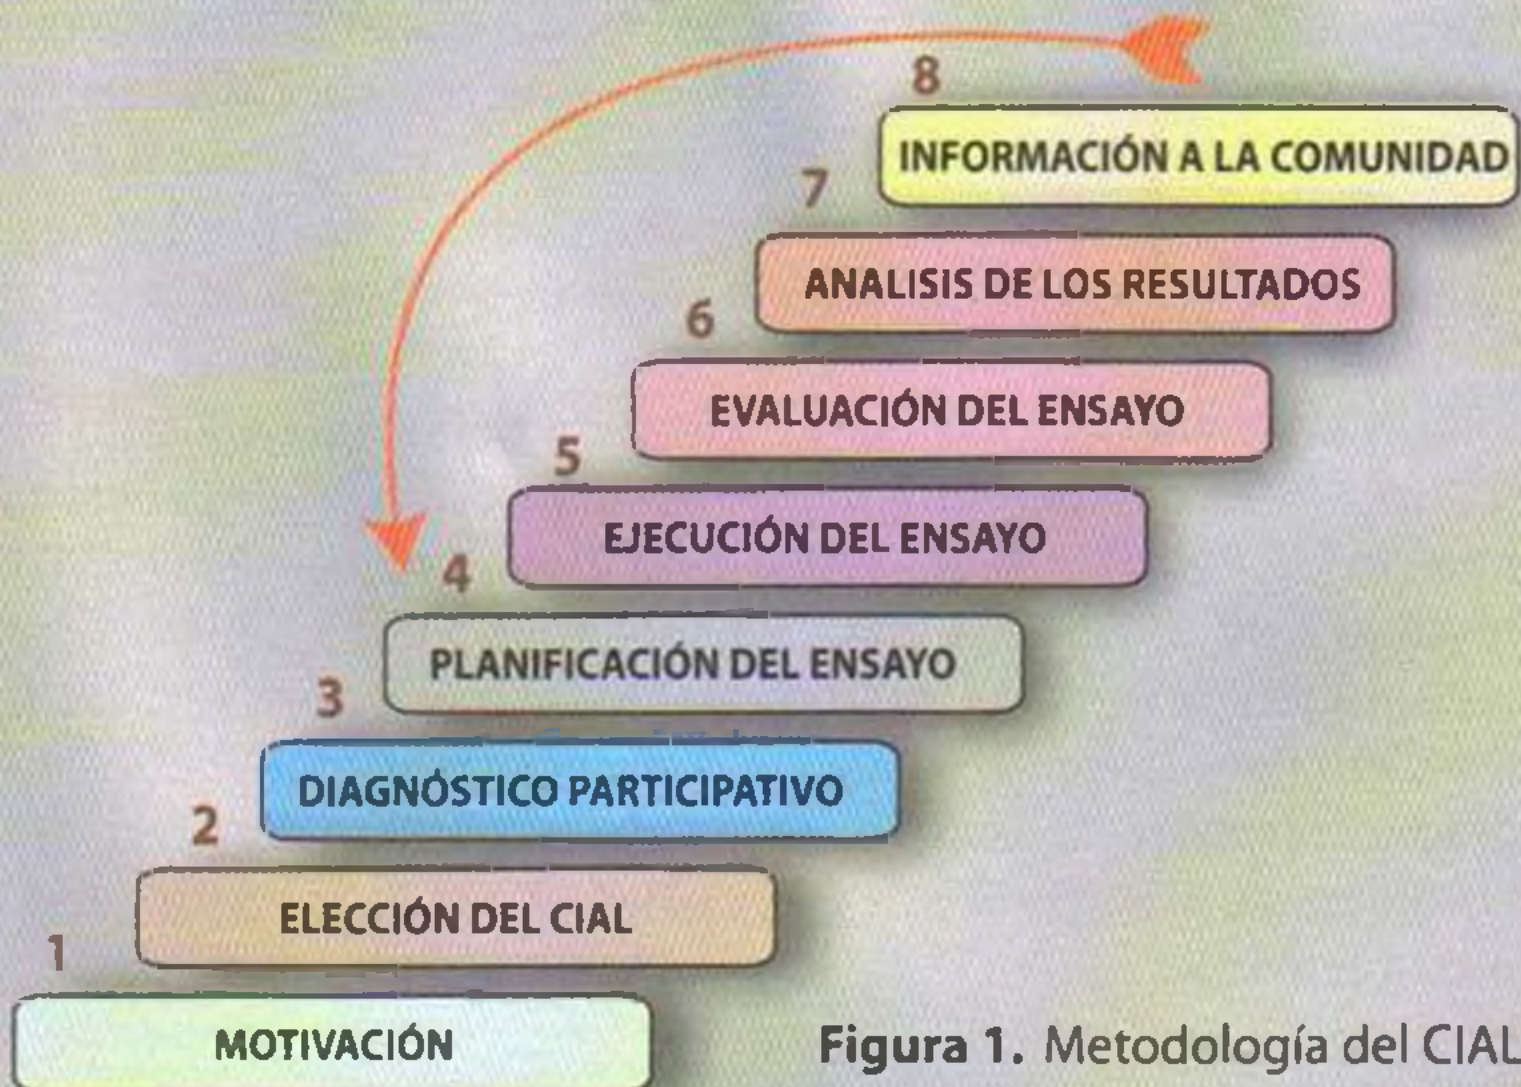 8
INFORMACIÓN A LA COMUNIDAD
7
ANALISIS DE LOS RESULTADOS
6
EVALUACIÓN DEL ENSAYO
5
EJECUCIÓN DEL ENSAYO
4
PLANIFICACIÓN DEL ENSAYO
3
DIAGNÓSTICO PARTICIPATIVO
2
ELECCIÓN DEL CIAL
1
MOTIVACIÓN
Figura 1. Metodología del CIAL